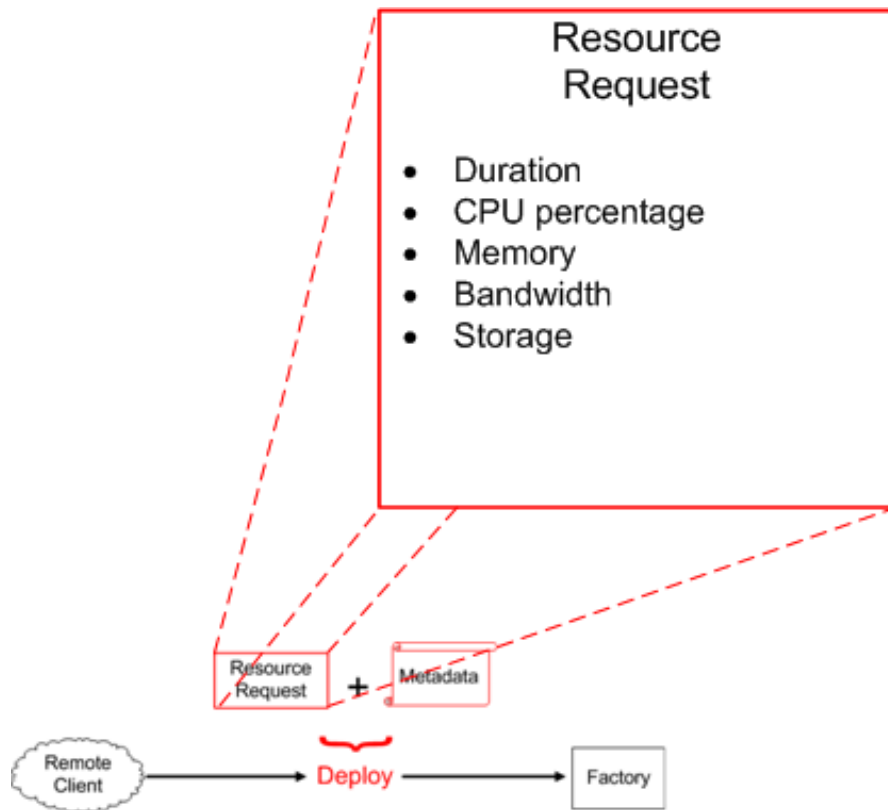 Resource
Request
• Duration
• CPU percentage
• Memory
• Bandwidth
• Storage
Resource
Request
+
Metadata
Remote
Client
Deploy
Factory